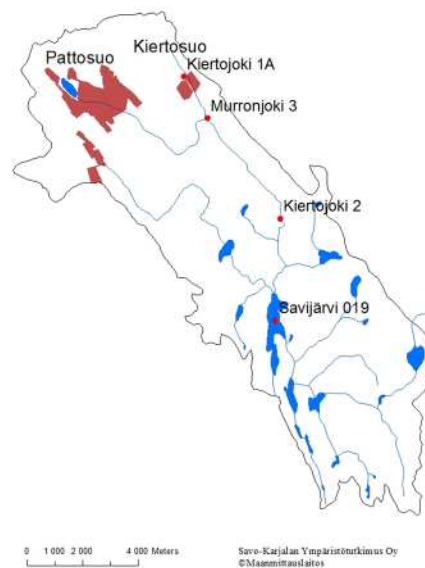 Kiertosuo
Pattosuo
Kiertojoki 1A
Murronjoki 3
Kiertojoki 2
Savijärvi 019
0 1 000 2 000 4 000 Meters
Savo-Karjalan Ympäristötutkimus Oy
©Maanmittauslaitos